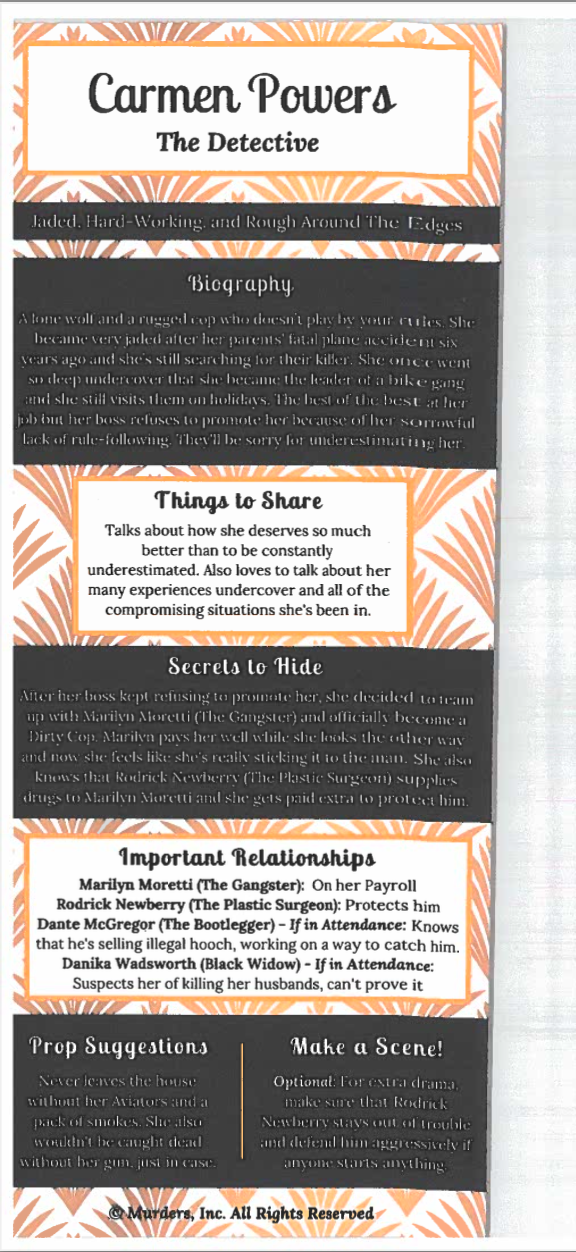 Carmen Powers
The Detective
Jaded, Hard-Working, and Rough Around The Edges
Biography
A lone wolf and a rugged cop who doesn't play by your rules. She
became very jaded after her parents' fatal plane accident six
years ago and she's still searching for their killer. She once went
so deep undercover that she became the leader of a bike gang
and she still visits them on holidays. The best of the best at her
job but her boss refuses to promote her because of her sorrowful
lack of rule-following. They'll be sorry for underestimating her.
Things to Share
Talks about how she deserves so much
better than to be constantly
underestimated. Also loves to talk about her
many experiences undercover and all of the
compromising situations she's been in.
Secrets to Hide
After her boss kept refusing to promote her, she decided to team
up with Marilyn Moretti (The Gangster) and officially become a
Dirty Cop. Marilyn pays her well while she looks the other way
and now she feels like she's really sticking it to the man. She also
knows that Rodrick Newberry (The Plastic Surgeon) supplies
drugs to Marilyn Moretti and she gets paid extra to protect him.
Important Relationships
Marilyn Moretti (The Gangster): On her Payroll
Rodrick Newberry (The Plastic Surgeon): Protects him
Dante McGregor (The Bootlegger) - If in Attendance: Knows
that he's selling illegal hooch, working on a way to catch him.
Danika Wadsworth (Black Widow) - If in Attendance:
Suspects her of killing her husbands, can't prove it
Prop Suggestions
Never leaves the house
without her Aviators and a
pack of smokes. She also
wouldn't be caught dead
without her gun, just in case.
Make a Scene!
Optional: For extra drama,
make sure that Rodrick
Newberry stays out of trouble
and defend him aggressively if
anyone starts anything.
© Murders, Inc. All Rights Reserved